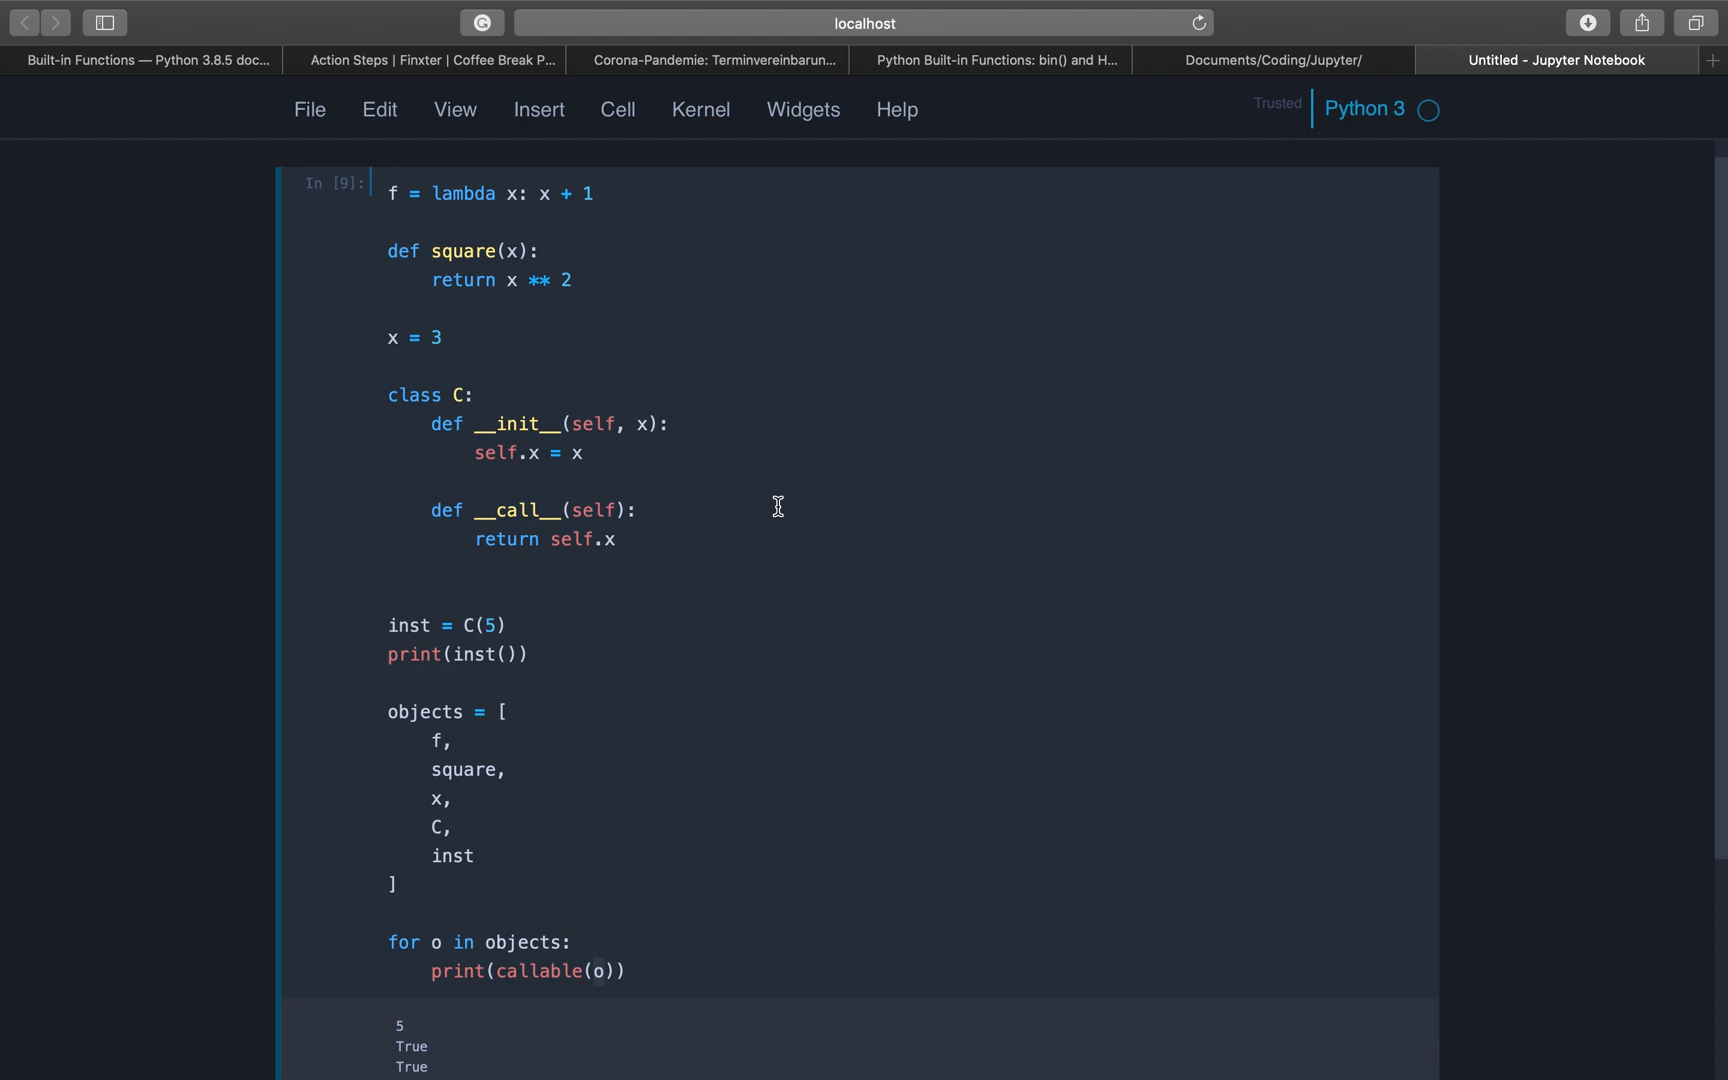 localhost
Built-in Functions — Python 3.8.5 doc...
Action Steps | Finxter | Coffee Break P...
Corona-Pandemie: Terminvereinbarun...
Python Built-in Functions: bin() and H...
Documents/Coding/Jupyter/
Untitled - Jupyter Notebook
File Edit View Insert Cell Kernel Widgets Help Trusted Python 3
In [9]:
f = lambda x: x + 1
def square(x):
    return x ** 2
x = 3
class C:
    def __init__(self, x):
        self.x = x
    def __call__(self):
        return self.x
inst = C(5)
print(inst())
objects = [
    f,
    square,
    x,
    C,
    inst
]
for o in objects:
    print(callable(o))
5
True
True